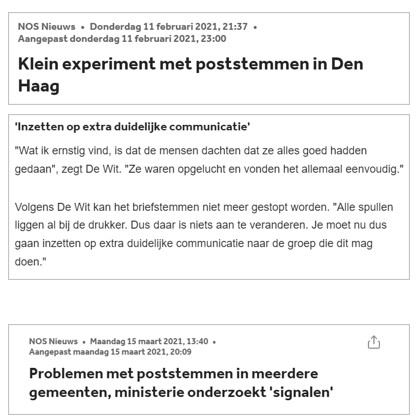 NOS Nieuws • Donderdag 11 februari 2021, 21:37 •
Aangepast donderdag 11 februari 2021, 23:00
Klein experiment met poststemmen in Den
Haag
'Inzetten op extra duidelijke communicatie'
"Wat ik ernstig vind, is dat de mensen dachten dat ze alles goed hadden
gedaan", zegt De Wit. "Ze waren opgelucht en vonden het allemaal eenvoudig."
Volgens De Wit kan het briefstemmen niet meer gestopt worden. "Alle spullen
liggen al bij de drukker. Dus daar is niets aan te veranderen. Je moet nu dus
gaan inzetten op extra duidelijke communicatie naar de groep die dit mag
doen."
NOS Nieuws • Maandag 15 maart 2021, 13:40 •
Aangepast maandag 15 maart 2021, 20:09
Problemen met poststemmen in meerdere
gemeenten, ministerie onderzoekt 'signalen'